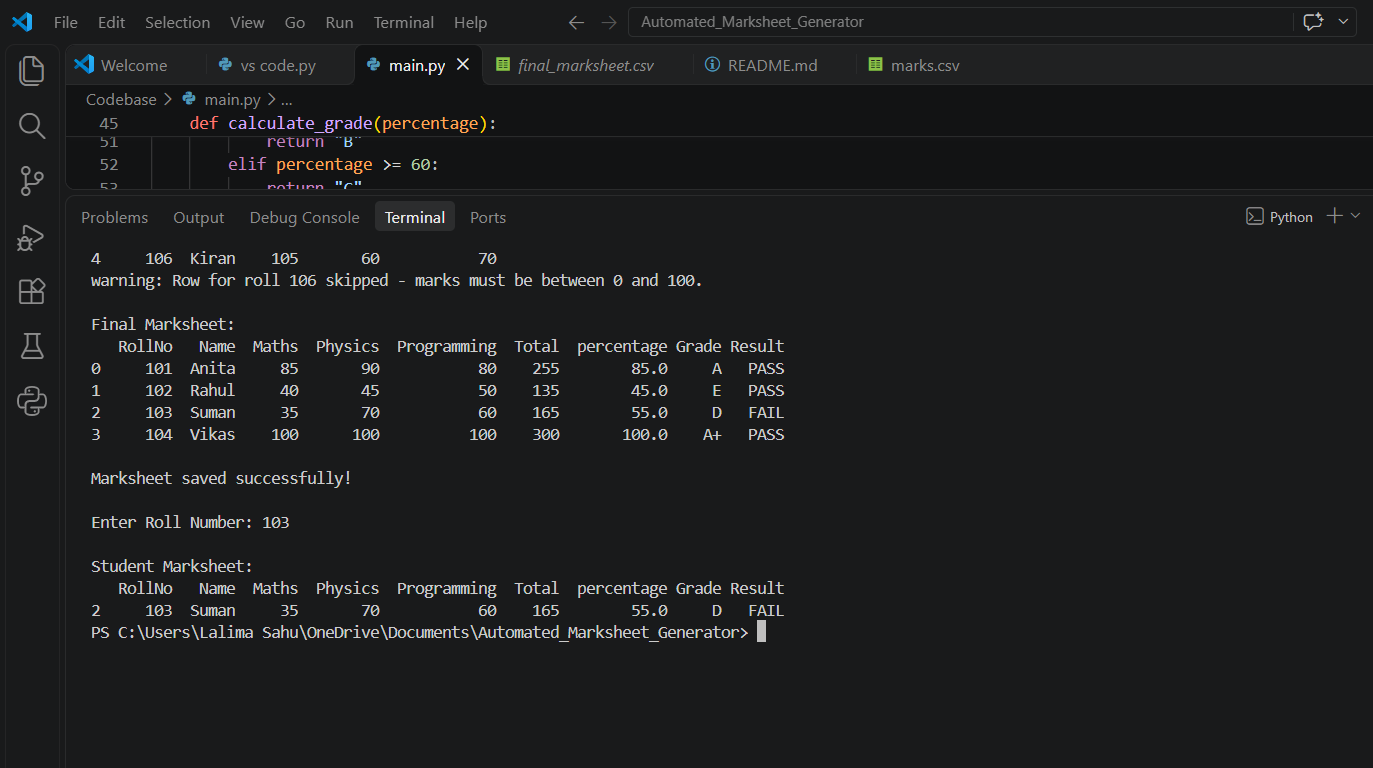 File Edit Selection View Go Run Terminal Help
Automated_Marksheet_Generator
Welcome vs code.py main.py final_marksheet.csv README.md marks.csv
Codebase > main.py > ...
45 def calculate_grade(percentage):
51 return "B"
52 elif percentage >= 60:
53 return "C"
Problems Output Debug Console Terminal Ports Python
4 106 Kiran 105 60 70
warning: Row for roll 106 skipped - marks must be between 0 and 100.
Final Marksheet:
RollNo Name Maths Physics Programming Total percentage Grade Result
0 101 Anita 85 90 80 255 85.0 A PASS
1 102 Rahul 40 45 50 135 45.0 E PASS
2 103 Suman 35 70 60 165 55.0 D FAIL
3 104 Vikas 100 100 100 300 100.0 A+ PASS
Marksheet saved successfully!
Enter Roll Number: 103
Student Marksheet:
RollNo Name Maths Physics Programming Total percentage Grade Result
2 103 Suman 35 70 60 165 55.0 D FAIL
PS C:\Users\Lalima Sahu\OneDrive\Documents\Automated_Marksheet_Generator>